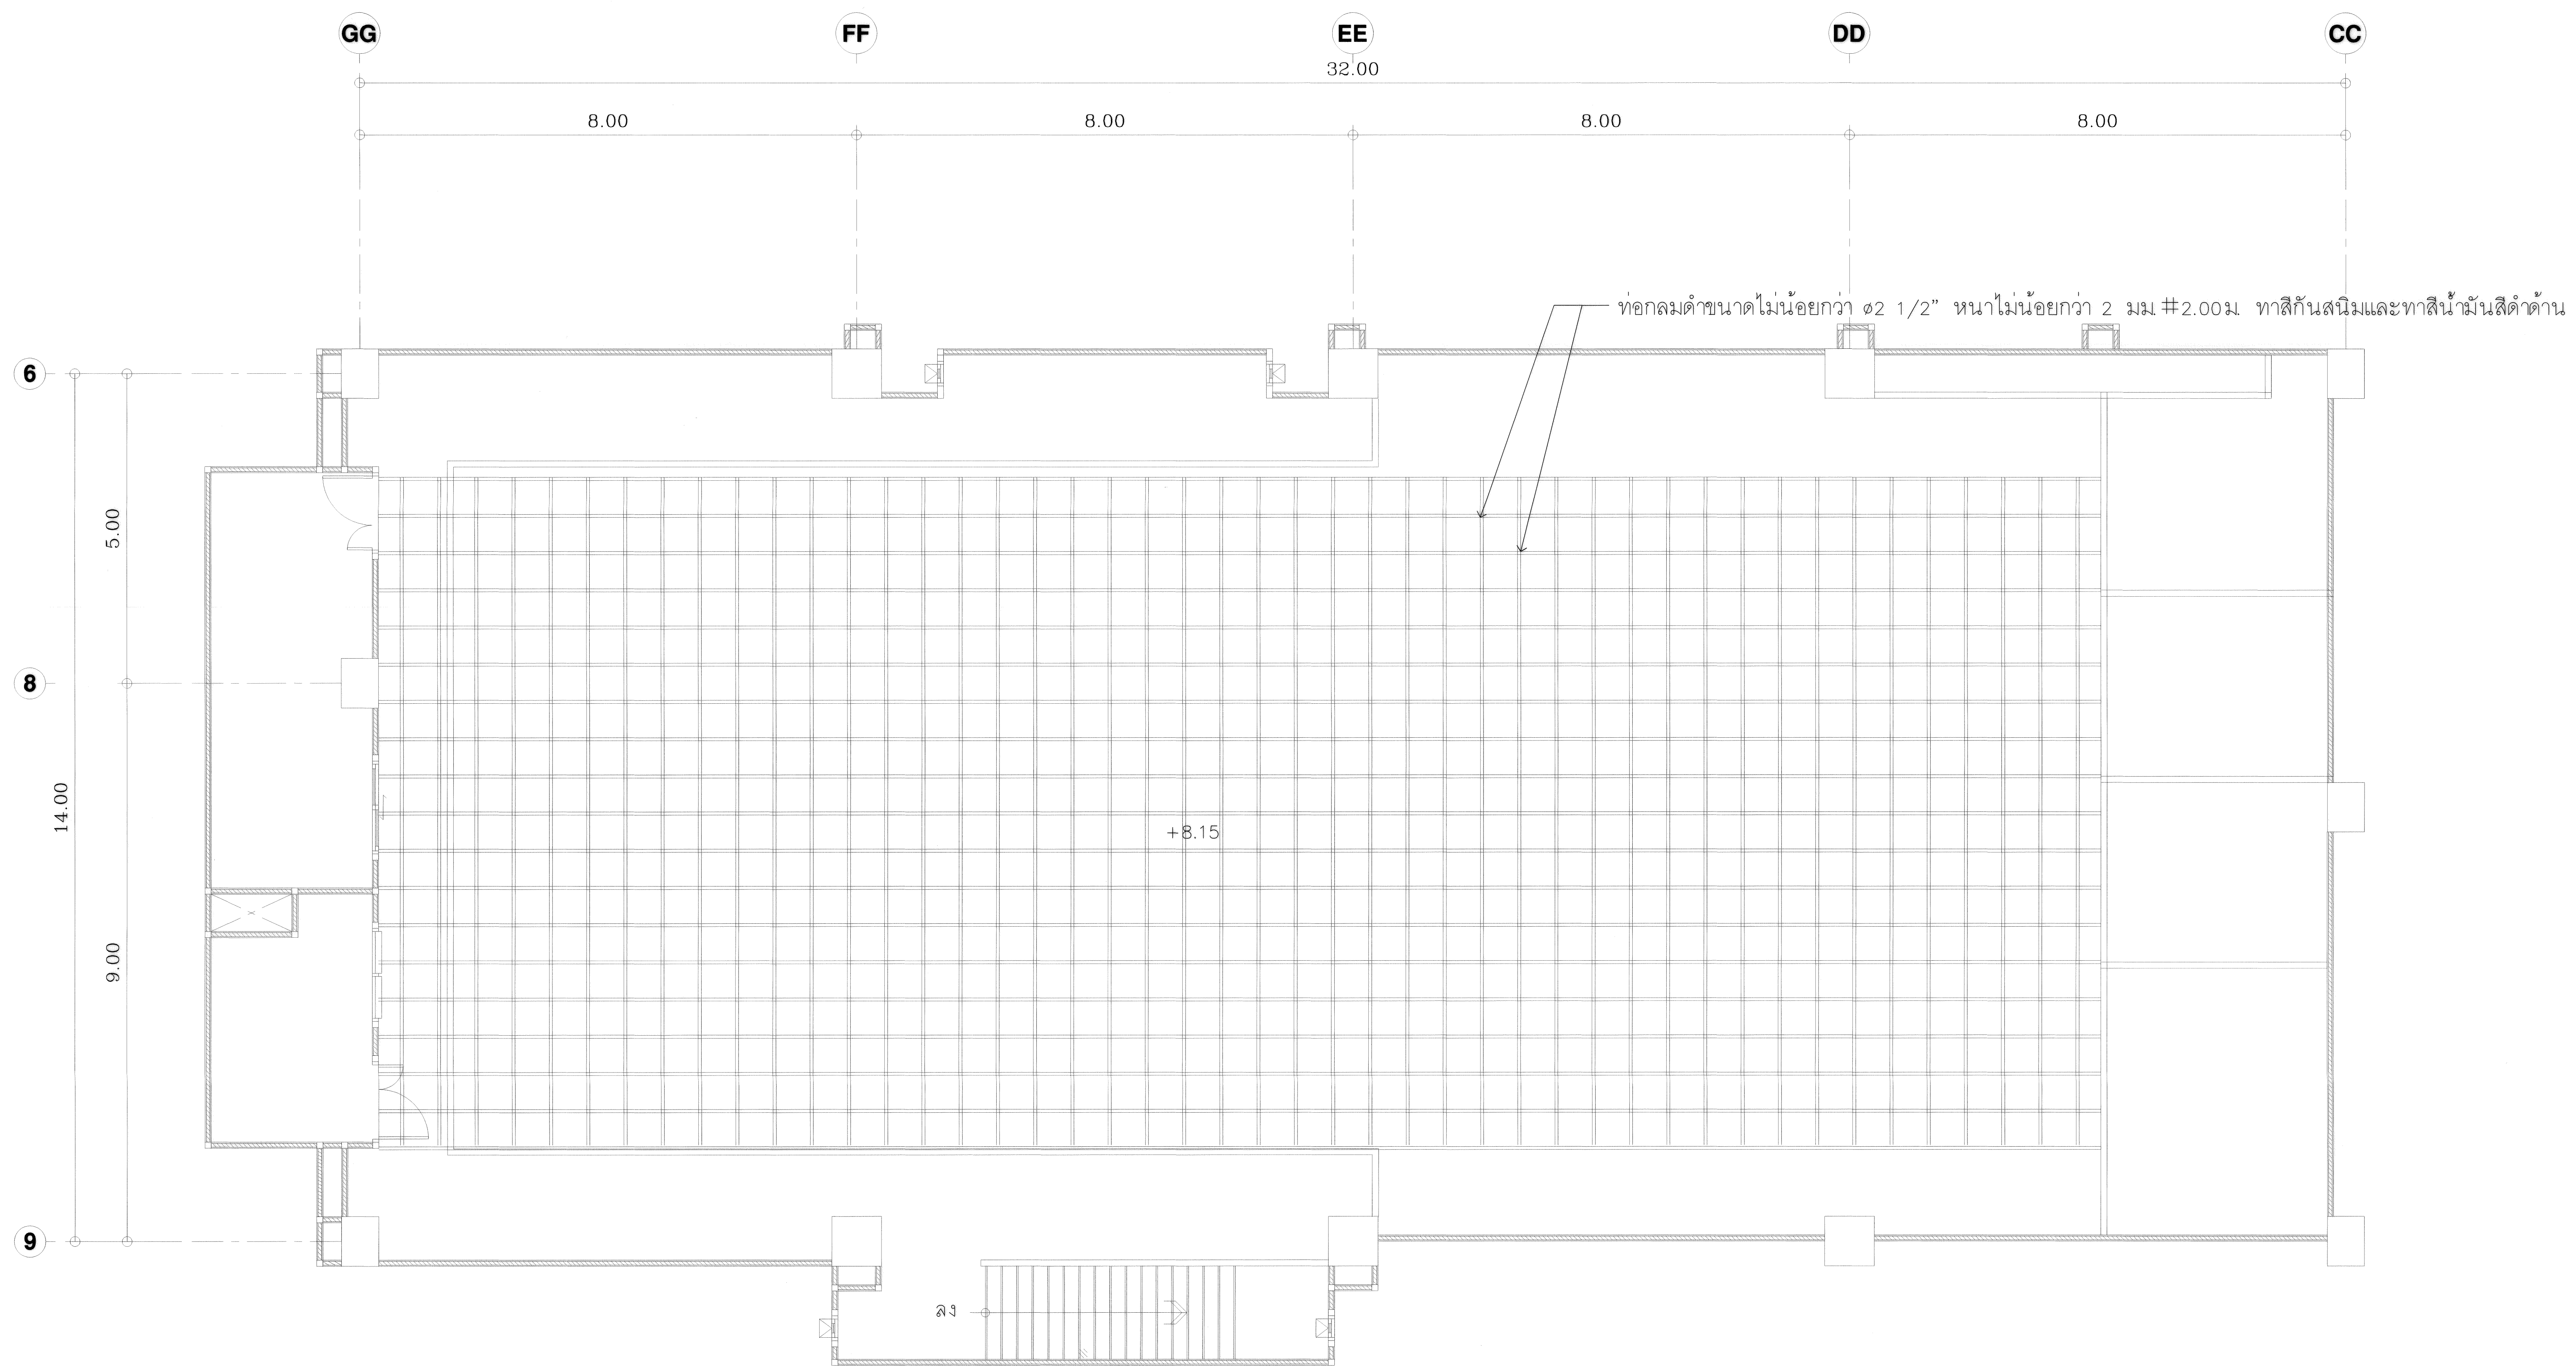 GG FF EE DD CC
32.00
8.00 8.00 8.00 8.00
ท่อกลมดำขนาดไม่น้อยกว่า ø2 1/2" หนาไม่น้อยกว่า 2 มม. #2.00ม. ทาสีกันสนิมและทาสีน้ำมันสีดำด้าน
6
5.00
8
14.00
+8.15
9.00
9
ลง